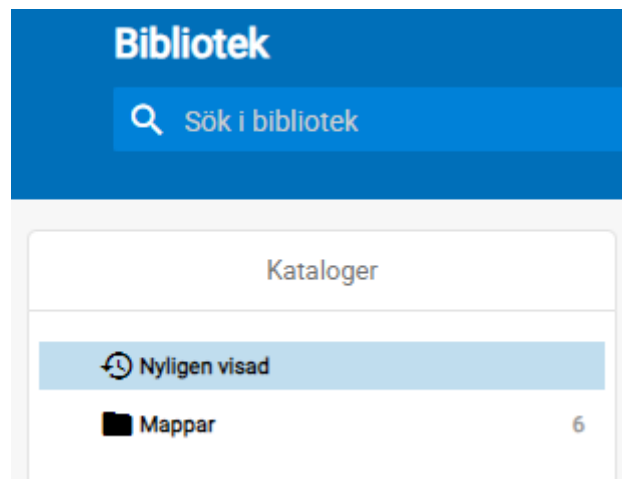 Bibliotek
Sök i bibliotek
Kataloger
Nyligen visad
Mappar 6